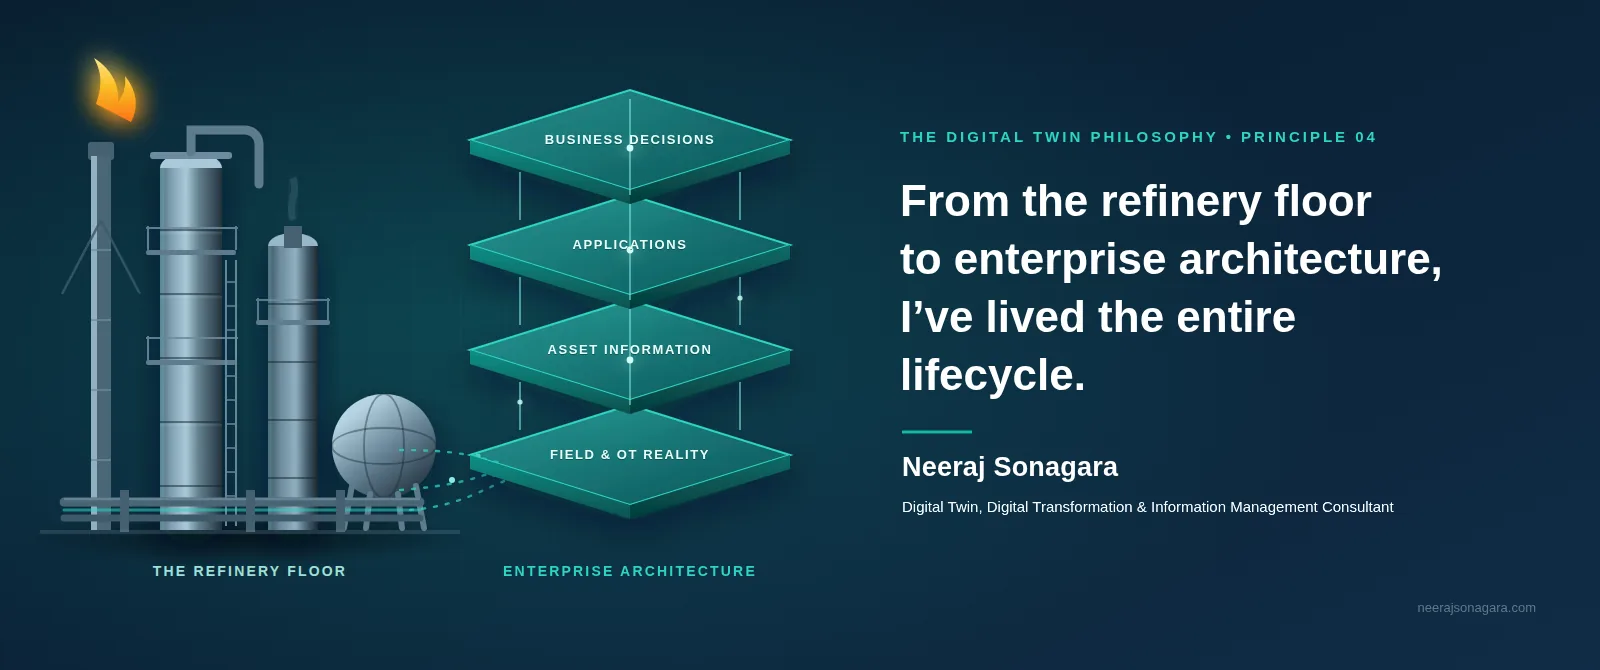 THE DIGITAL TWIN PHILOSOPHY • PRINCIPLE 04
From the refinery floor
to enterprise architecture,
I’ve lived the entire
lifecycle.
Neeraj Sonagara
Digital Twin, Digital Transformation & Information Management Consultant
BUSINESS DECISIONS
APPLICATIONS
ASSET INFORMATION
FIELD & OT REALITY
THE REFINERY FLOOR
ENTERPRISE ARCHITECTURE
neerajsonagara.com